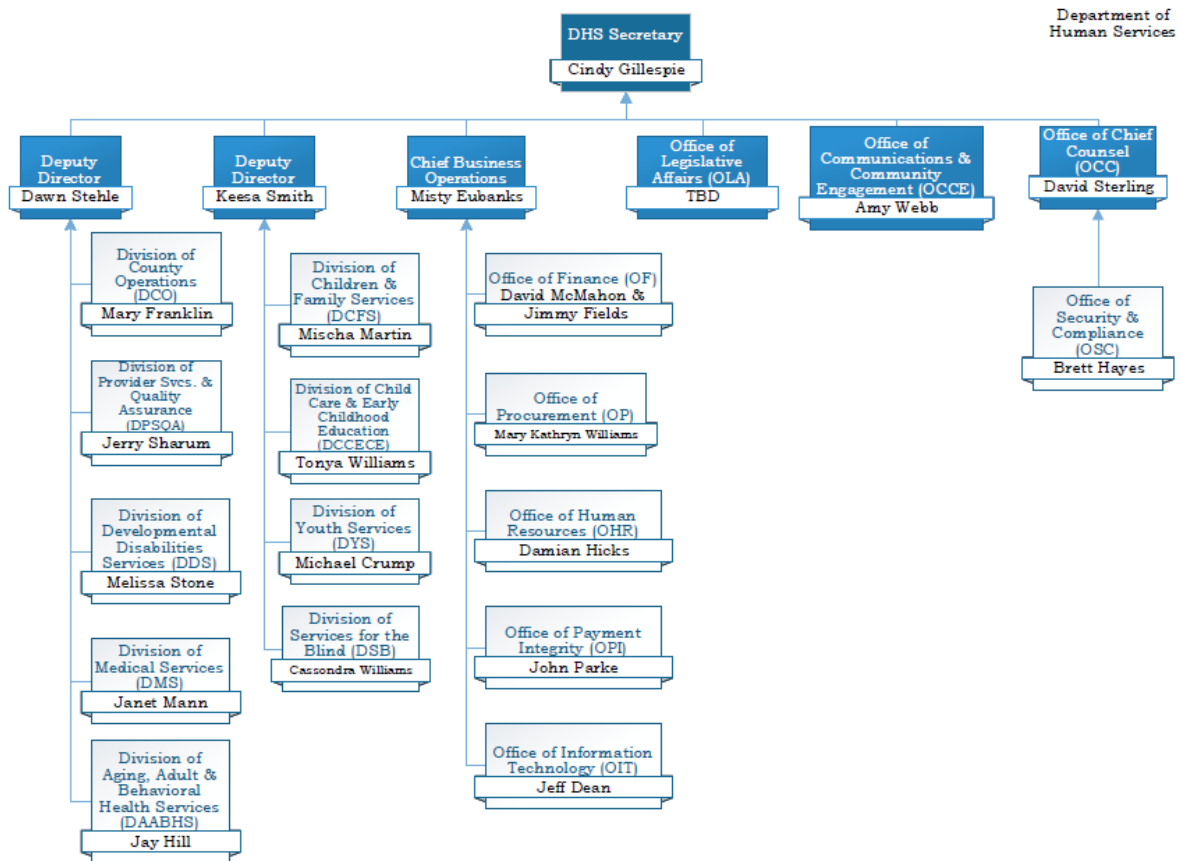 Department of
Human Services
DHS Secretary
Cindy Gillespie
Deputy
Director
Dawn Stehle
Deputy
Director
Keesa Smith
Chief Business
Operations
Misty Eubanks
Office of
Legislative
Affairs (OLA)
TBD
Office of
Communications &
Community
Engagement (OCCE)
Amy Webb
Office of Chief
Counsel
(OCC)
David Sterling
Division of
County
Operations
(DCO)
Mary Franklin
Division of
Provider Svcs. &
Quality
Assurance
(DPSQA)
Jerry Sharum
Division of
Developmental
Disabilities
Services (DDS)
Melissa Stone
Division of
Medical Services
(DMS)
Janet Mann
Division of
Aging, Adult &
Behavioral
Health Services
(DAABHS)
Jay Hill
Division of
Children &
Family Services
(DCFS)
Mischa Martin
Division of Child
Care & Early
Childhood
Education
(DCCECE)
Tonya Williams
Division of
Youth Services
(DYS)
Michael Crump
Division of
Services for the
Blind (DSB)
Cassondra Williams
Office of Finance (OF)
David McMahon &
Jimmy Fields
Office of
Procurement (OP)
Mary Kathryn Williams
Office of Human
Resources (OHR)
Damian Hicks
Office of Payment
Integrity (OPI)
John Parke
Office of Information
Technology (OIT)
Jeff Dean
Office of
Security &
Compliance
(OSC)
Brett Hayes